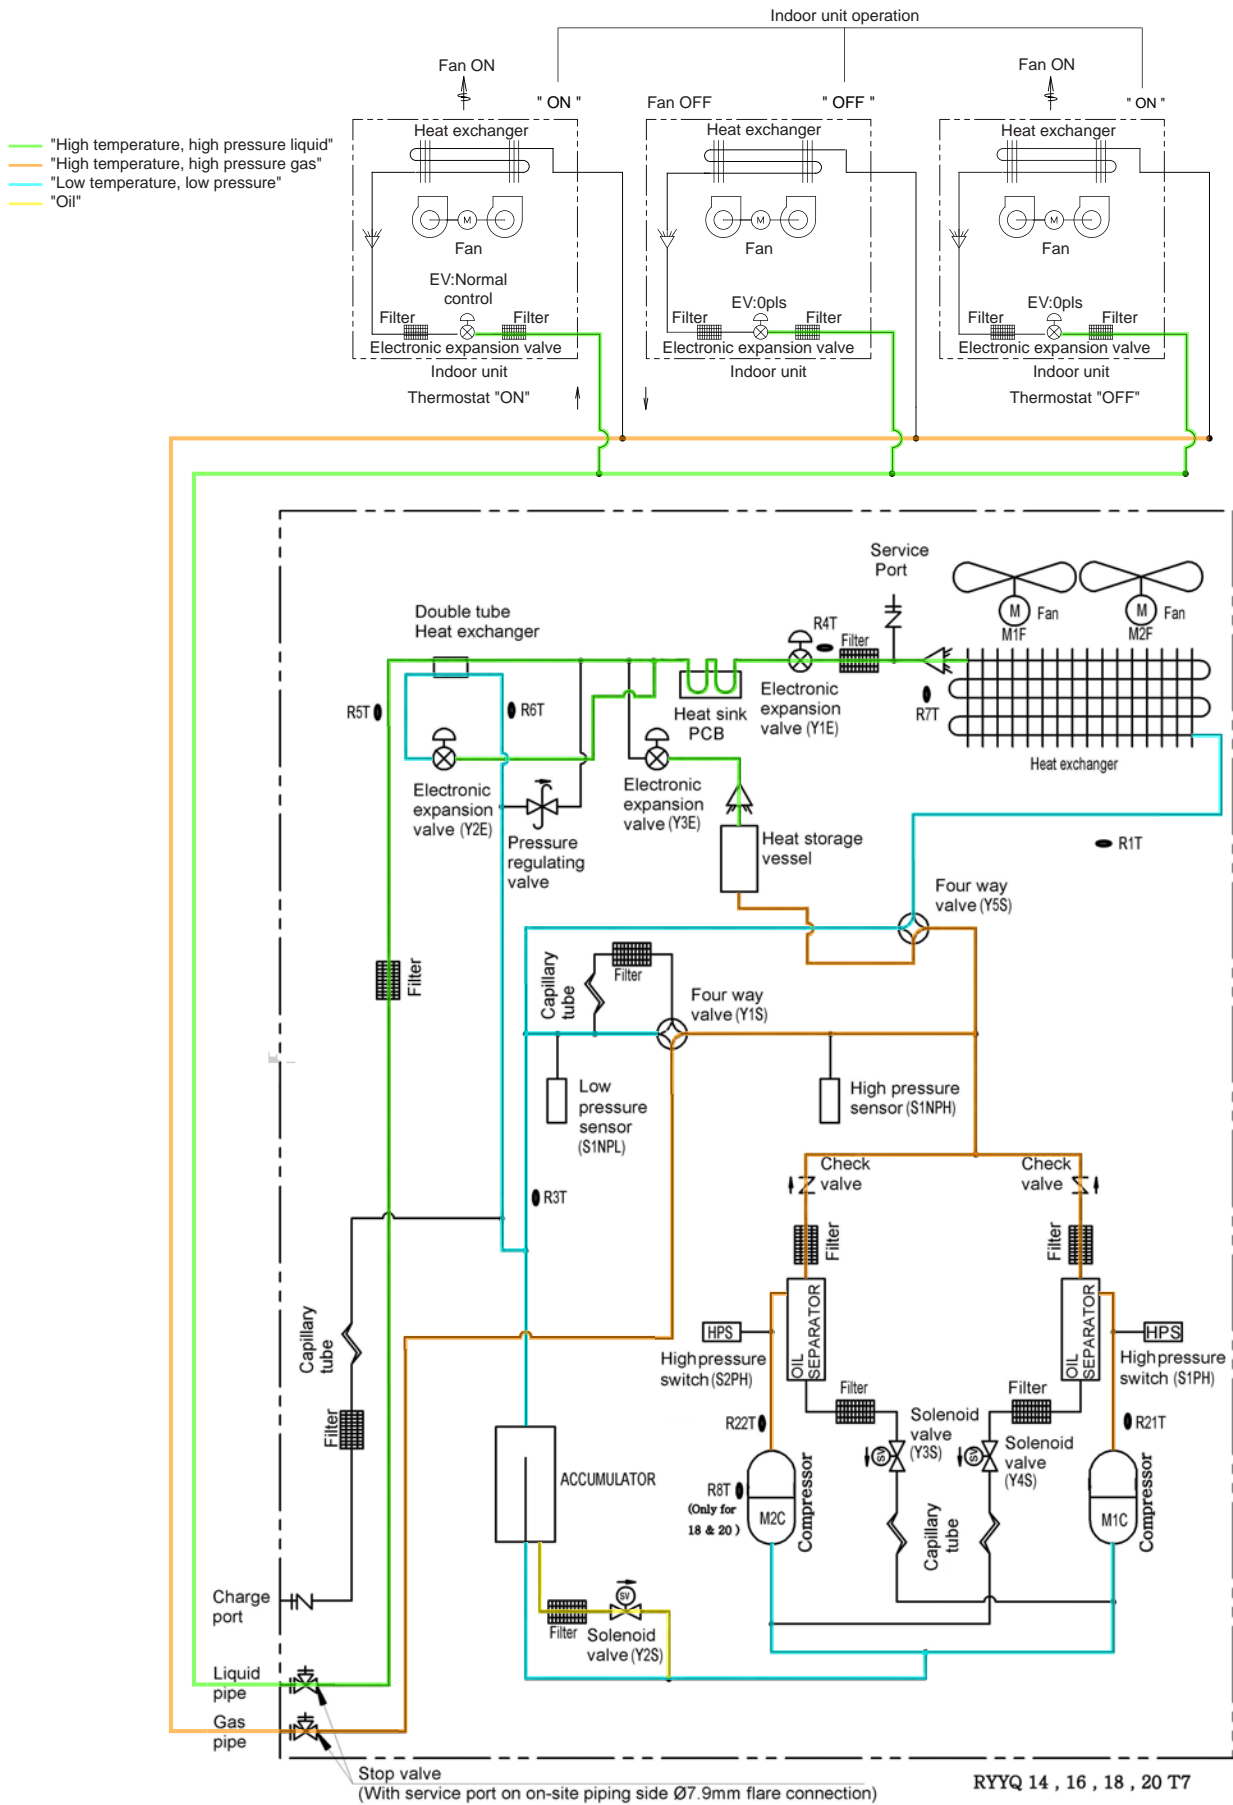 Indoor unit operation
Fan ON
" ON "
Fan OFF
" OFF "
Fan ON
" ON "
"High temperature, high pressure liquid"
"High temperature, high pressure gas"
"Low temperature, low pressure"
"Oil"
Heat exchanger
M
Fan
EV:Normal
control
Filter
Filter
Electronic expansion valve
Indoor unit
Thermostat "ON"
Heat exchanger
M
Fan
EV:0pls
Filter
Filter
Electronic expansion valve
Indoor unit
Heat exchanger
M
Fan
EV:0pls
Filter
Filter
Electronic expansion valve
Indoor unit
Thermostat "OFF"
Service
Port
M
Fan
M1F
M
Fan
M2F
Double tube
Heat exchanger
R4T
Filter
R5T
R6T
Heat sink
PCB
Electronic
expansion
valve (Y1E)
R7T
Heat exchanger
Electronic
expansion
valve (Y2E)
Pressure
regulating
valve
Electronic
expansion
valve (Y3E)
Heat storage
vessel
R1T
Four way
valve (Y5S)
Filter
Capillary
tube
Filter
Four way
valve (Y1S)
Low
pressure
sensor
(S1NPL)
High pressure
sensor (S1NPH)
R3T
Check
valve
Check
valve
Filter
Filter
Capillary
tube
Filter
HPS
High pressure
switch (S2PH)
OIL
SEPARATOR
OIL
SEPARATOR
HPS
High pressure
switch (S1PH)
Filter
Filter
R22T
Solenoid
valve
(Y3S)
SV
SV
Solenoid
valve
(Y4S)
R21T
ACCUMULATOR
R8T
(Only for
18 & 20 )
M2C
Compressor
Capillary
tube
M1C
Compressor
Charge
port
SV
Filter
Solenoid
valve (Y2S)
Liquid
pipe
Gas
pipe
Stop valve
(With service port on on-site piping side Ø7.9mm flare connection)
RYYQ 14 , 16 , 18 , 20 T7